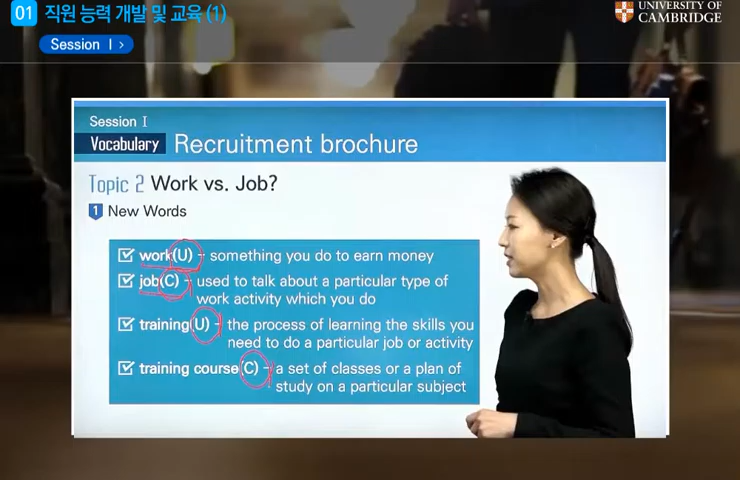 01 직원 능력 개발 및 교육 (1)
UNIVERSITY OF
CAMBRIDGE
Session I >
Session I
Vocabulary Recruitment brochure
Topic 2 Work vs. Job?
1 New Words
work(U) - something you do to earn money
job(C) - used to talk about a particular type of
work activity which you do
training(U) - the process of learning the skills you
need to do a particular job or activity
training course(C) - a set of classes or a plan of
study on a particular subject